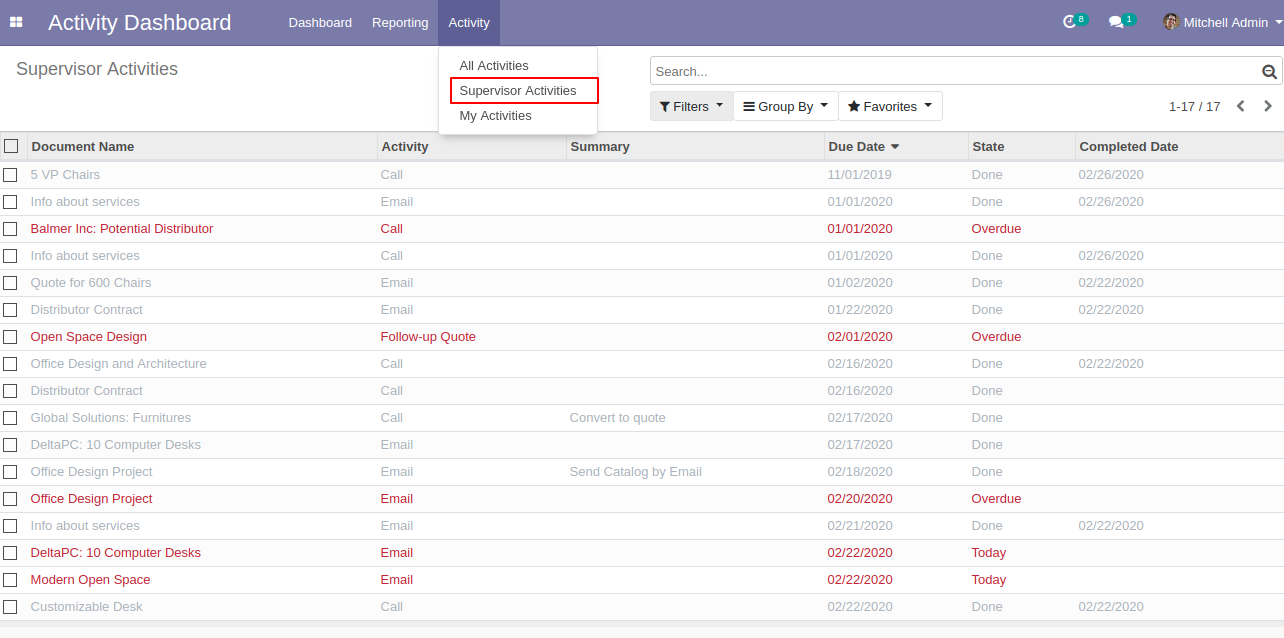 Activity Dashboard Dashboard Reporting Activity 8 1 Mitchell Admin
Supervisor Activities
All Activities
Supervisor Activities
My Activities
Search...
Filters Group By Favorites 1-17 / 17
Document Name Activity Summary Due Date State Completed Date
5 VP Chairs Call 11/01/2019 Done 02/26/2020
Info about services Email 01/01/2020 Done 02/26/2020
Balmer Inc: Potential Distributor Call 01/01/2020 Overdue
Info about services Call 01/01/2020 Done 02/26/2020
Quote for 600 Chairs Email 01/02/2020 Done 02/22/2020
Distributor Contract Email 01/22/2020 Done 02/22/2020
Open Space Design Follow-up Quote 02/01/2020 Overdue
Office Design and Architecture Call 02/16/2020 Done 02/22/2020
Distributor Contract Call 02/16/2020 Done
Global Solutions: Furnitures Call Convert to quote 02/17/2020 Done
DeltaPC: 10 Computer Desks Email 02/17/2020 Done
Office Design Project Email Send Catalog by Email 02/18/2020 Done
Office Design Project Email 02/20/2020 Overdue
Info about services Email 02/21/2020 Done 02/22/2020
DeltaPC: 10 Computer Desks Email 02/22/2020 Today
Modern Open Space Email 02/22/2020 Today
Customizable Desk Call 02/22/2020 Done 02/22/2020